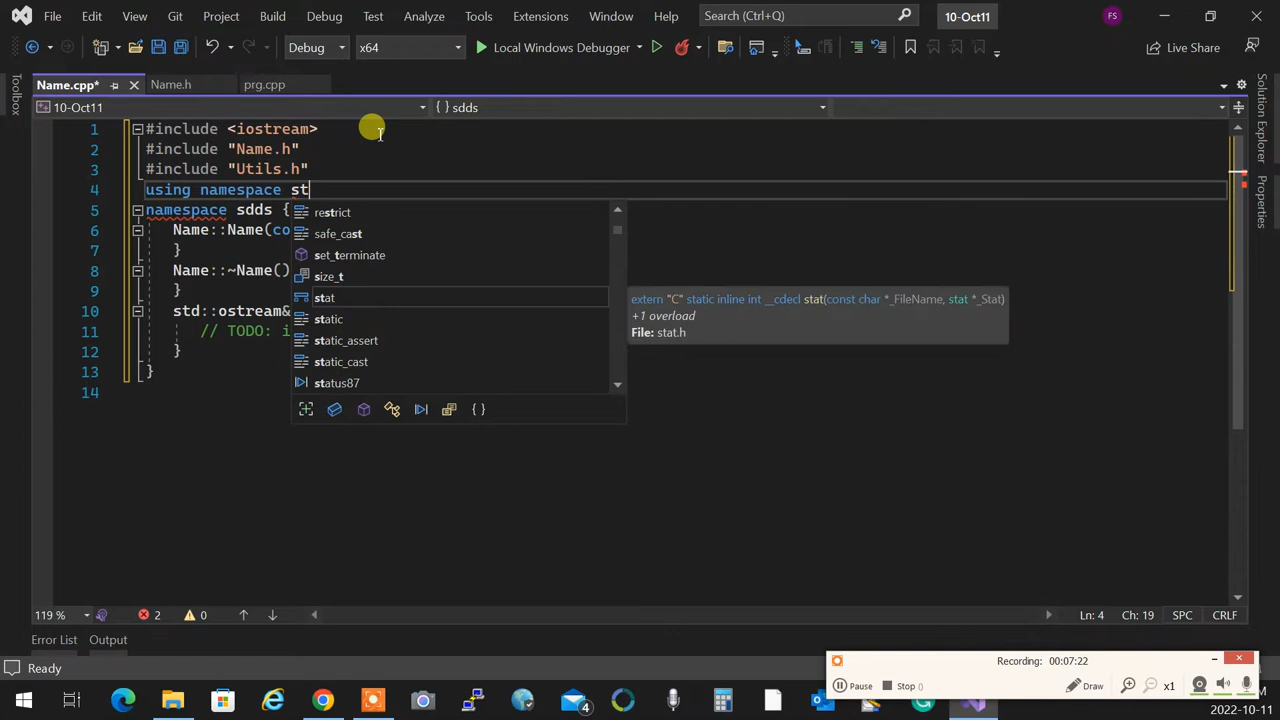 File Edit View Git Project Build Debug Test Analyze Tools Extensions Window Help Search (Ctrl+Q) 10-Oct11 FS
Debug x64 Local Windows Debugger Live Share
Name.cpp* Name.h prg.cpp
10-Oct11 { } sdds
1 #include <iostream>
2 #include "Name.h"
3 #include "Utils.h"
4 using namespace st
5 namespace sdds {
6 Name::Name(co
7 }
8 Name::~Name()
9 }
10 std::ostream&
11 // TODO: i
12 }
13 }
14
restrict
safe_cast
set_terminate
size_t
stat
static
static_assert
static_cast
status87
{ }
extern "C" static inline int __cdecl stat(const char *_FileName, stat *_Stat)
+1 overload
File: stat.h
Toolbox
Solution Explorer
Properties
119 % 2 0 Ln: 4 Ch: 19 SPC CRLF
Error List Output
Ready
Recording: 00:07:22
Pause Stop () Draw x1
4
2022-10-11